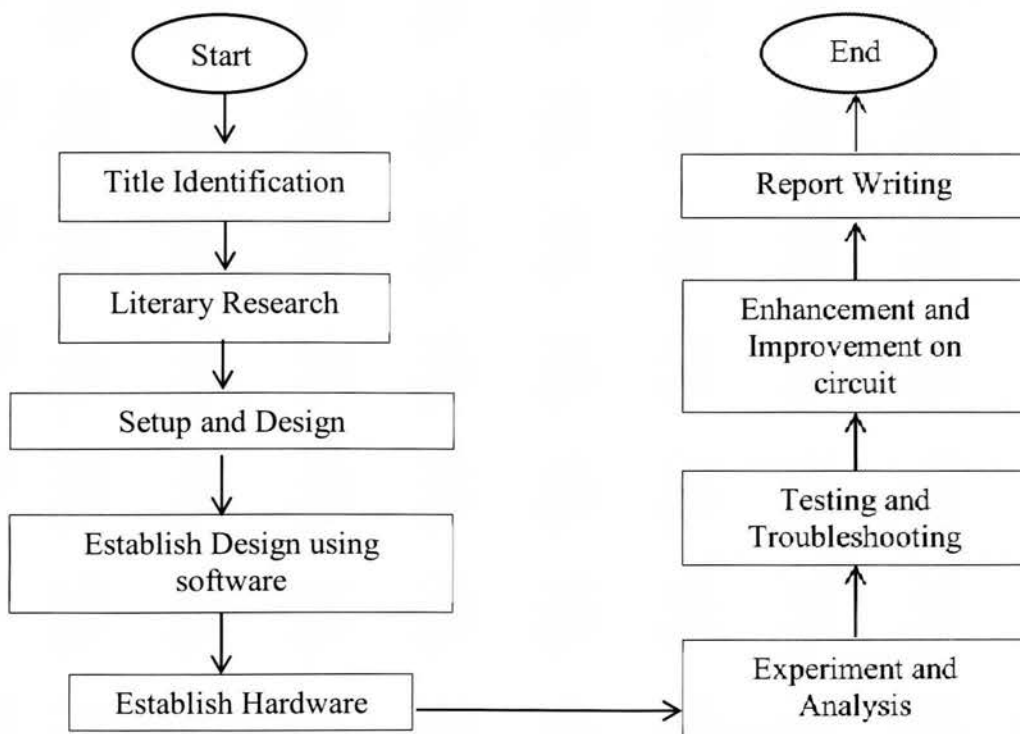 Start
Title Identification
Literary Research
Setup and Design
Establish Design using
software
Establish Hardware
Experiment and
Analysis
Testing and
Troubleshooting
Enhancement and
Improvement on
circuit
Report Writing
End